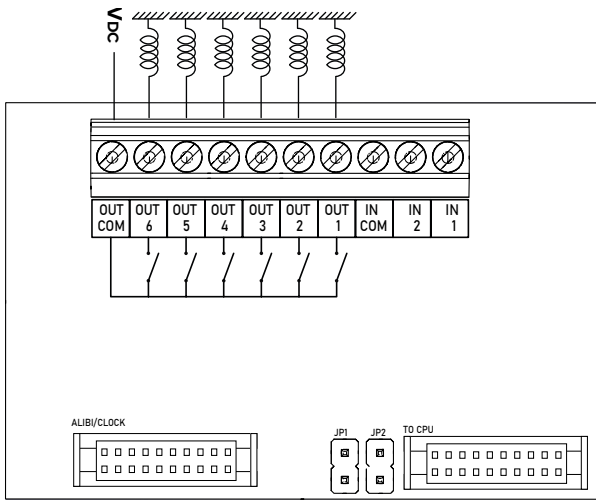 VDC
OUT COM
OUT 6
OUT 5
OUT 4
OUT 3
OUT 2
OUT 1
IN COM
IN 2
IN 1
ALIBI/CLOCK
JP1
JP2
TO CPU